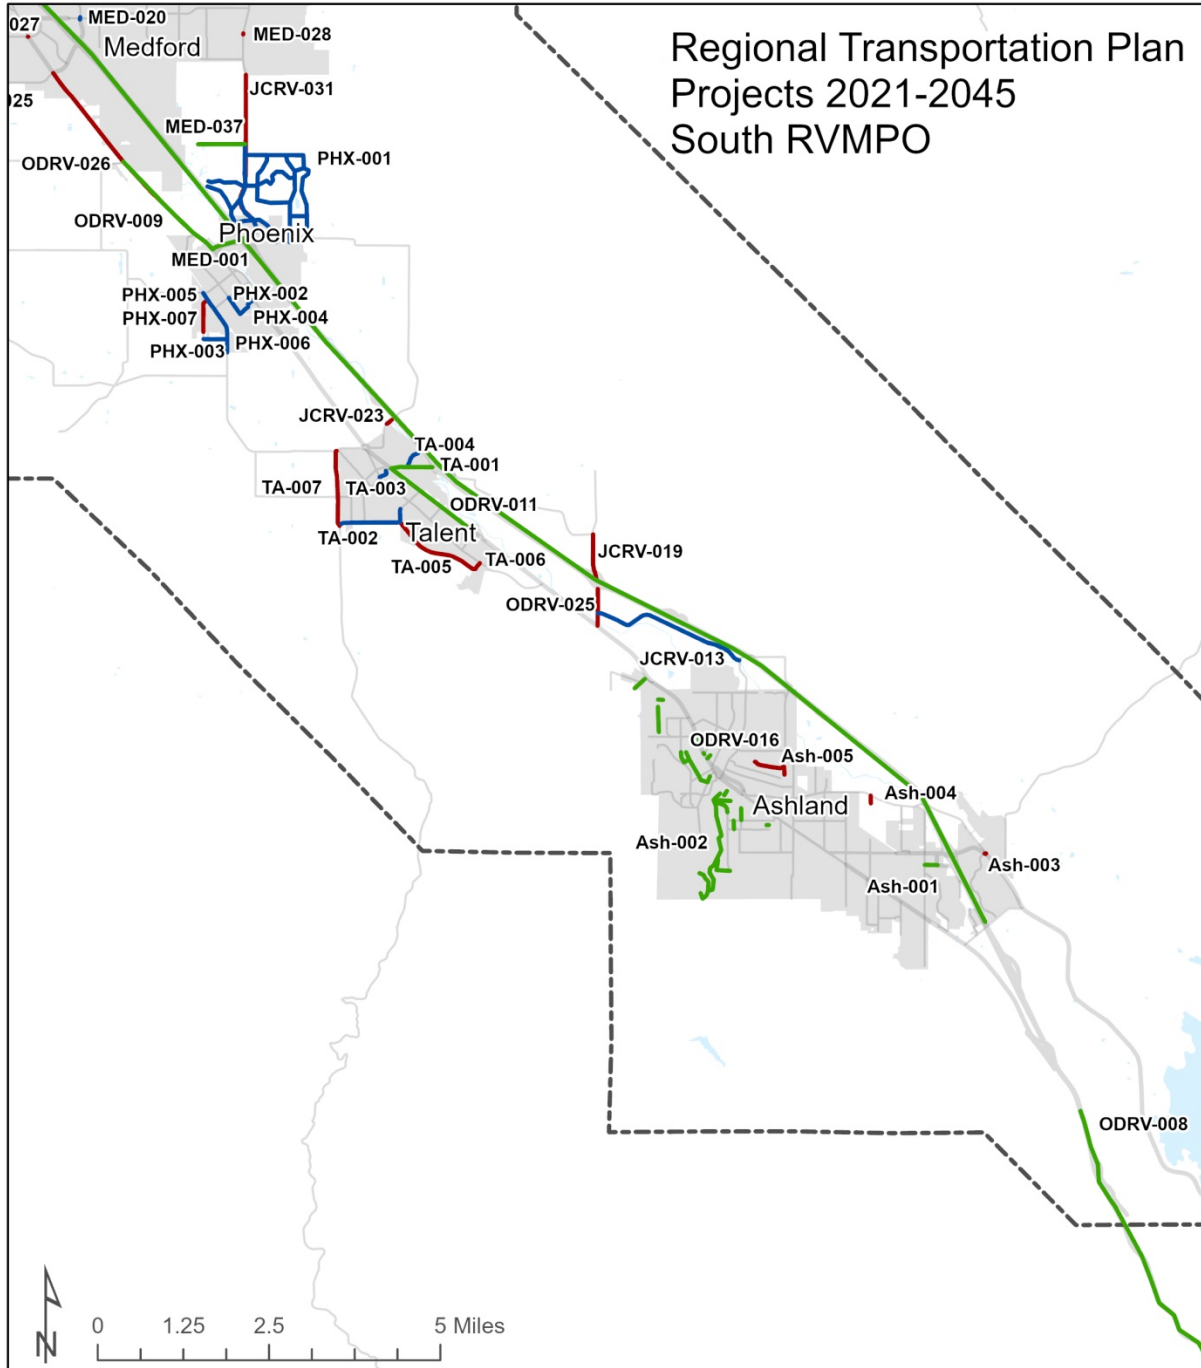 Regional Transportation Plan
Projects 2021-2045
South RVMPO
027
MED-020
MED-028
Medford
JCRV-031
025
MED-037
PHX-001
ODRV-026
ODRV-009
Phoenix
MED-001
PHX-005
PHX-002
PHX-007
PHX-004
PHX-003
PHX-006
JCRV-023
TA-004
TA-001
TA-007
TA-003
ODRV-011
TA-002
Talent
TA-005
TA-006
JCRV-019
ODRV-025
JCRV-013
ODRV-016
Ash-005
Ash-004
Ashland
Ash-002
Ash-003
Ash-001
ODRV-008
N
0 1.25 2.5 5 Miles